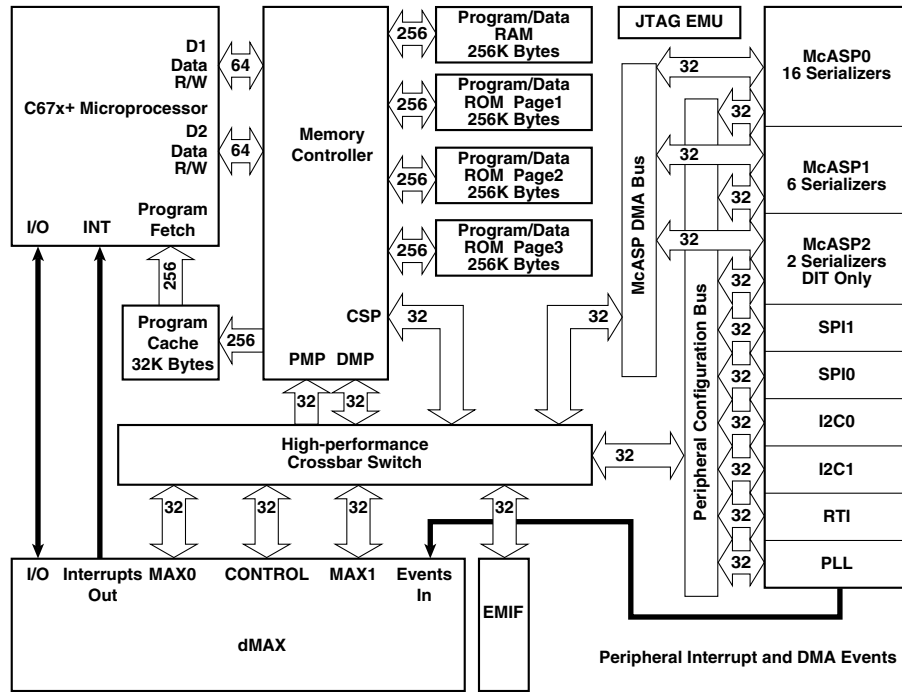 D1
Data
R/W
C67x+ Microprocessor
D2
Data
R/W
I/O
INT
Program
Fetch
64
64
256
Program
Cache
32K Bytes
256
Memory
Controller
CSP
PMP
DMP
256
Program/Data
RAM
256K Bytes
256
Program/Data
ROM Page1
256K Bytes
256
Program/Data
ROM Page2
256K Bytes
256
Program/Data
ROM Page3
256K Bytes
32
32
32
32
High-performance
Crossbar Switch
32
32
32
32
32
I/O
Interrupts
Out
MAX0
CONTROL
MAX1
Events
In
dMAX
EMIF
JTAG EMU
McASP DMA Bus
Peripheral Configuration Bus
32
32
32
32
32
32
32
32
32
32
32
32
McASP0
16 Serializers
McASP1
6 Serializers
McASP2
2 Serializers
DIT Only
SPI1
SPI0
I2C0
I2C1
RTI
PLL
Peripheral Interrupt and DMA Events